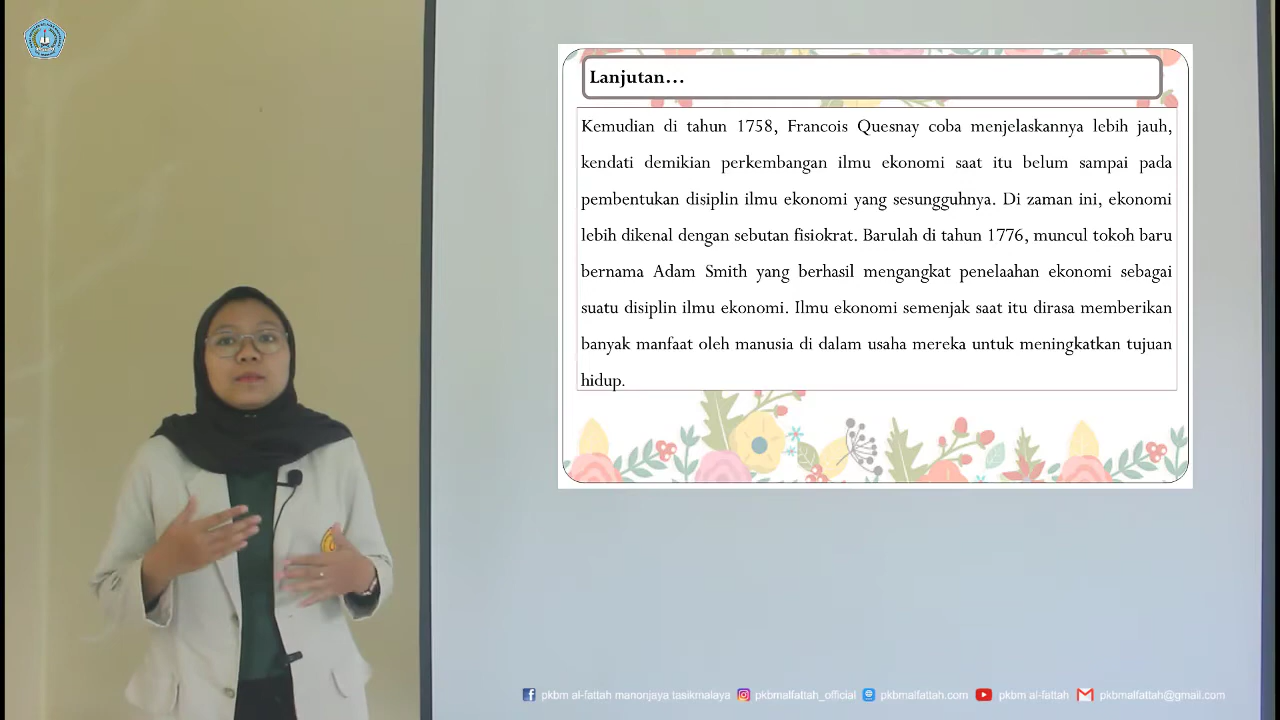 Lanjutan...
Kemudian di tahun 1758, Francois Quesnay coba menjelaskannya lebih jauh,
kendati demikian perkembangan ilmu ekonomi saat itu belum sampai pada
pembentukan disiplin ilmu ekonomi yang sesungguhnya. Di zaman ini, ekonomi
lebih dikenal dengan sebutan fisiokrat. Barulah di tahun 1776, muncul tokoh baru
bernama Adam Smith yang berhasil mengangkat penelaahan ekonomi sebagai
suatu disiplin ilmu ekonomi. Ilmu ekonomi semenjak saat itu dirasa memberikan
banyak manfaat oleh manusia di dalam usaha mereka untuk meningkatkan tujuan
hidup.
pkbm al-fattah manonjaya tasikmalaya pkbmalfattah_official pkbmalfattah.com pkbm al-fattah pkbmalfattah@gmail.com